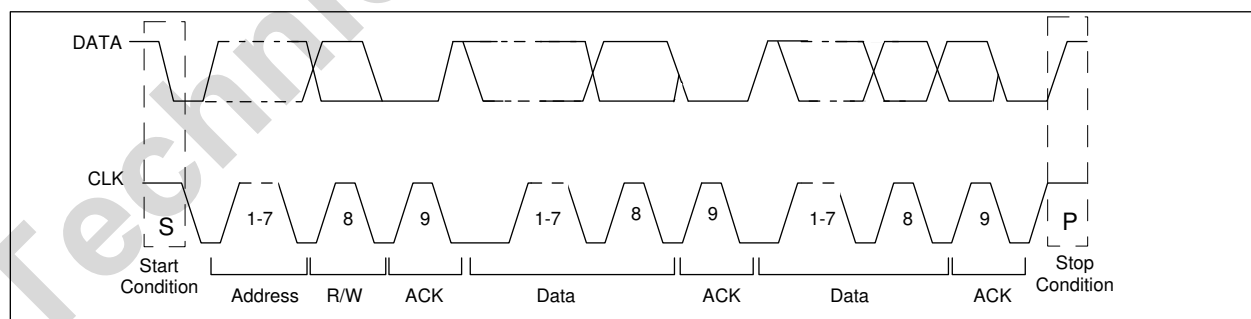 Techni
DATA
CLK
S
1-7
8
9
1-7
8
9
1-7
8
9
P
Start
Condition
Address
R/W
ACK
Data
ACK
Data
ACK
Stop
Condition